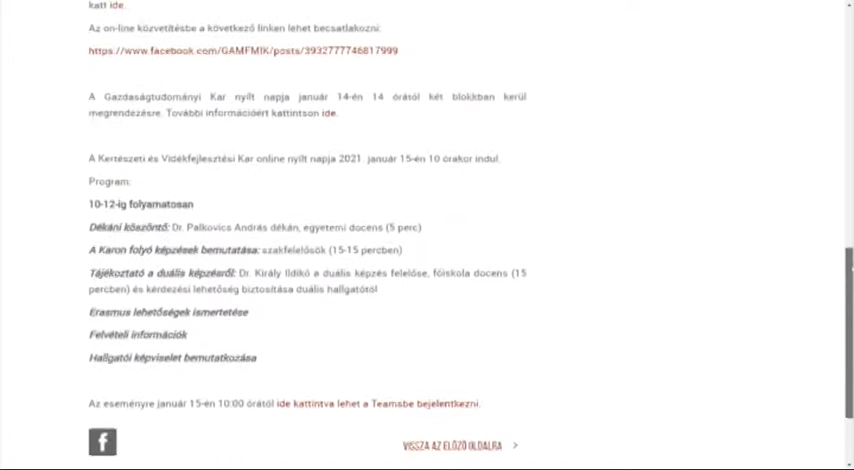 katt ide.
Az on-line közvetítésbe a következő linken lehet becsatlakozni:
https://www.facebook.com/GAMFMIK/posts/3932777746817999
A Gazdaságtudományi Kar nyílt napja január 14-én 14 órától két blokkban kerül
megrendezésre. További információért kattintson ide.
A Kertészeti és Vidékfejlesztési Kar online nyílt napja 2021. január 15-én 10 órakor indul.
Program:
10-12-ig folyamatosan
Dékáni köszöntő: Dr. Palkovics András dékán, egyetemi docens (5 perc)
A Karon folyó képzések bemutatása: szakfelelősök (15-15 percben)
Tájékoztató a duális képzésről: Dr. Király Ildikó a duális képzés felelőse, főiskola docens (15
percben) és kérdezési lehetőség biztosítása duális hallgatótól
Erasmus lehetőségek ismertetése
Felvételi információk
Hallgatói képviselet bemutatkozása
Az eseményre január 15-én 10:00 órától ide kattintva lehet a Teamsbe bejelentkezni.
f
VISSZA AZ ELŐZŐ OLDALRA >